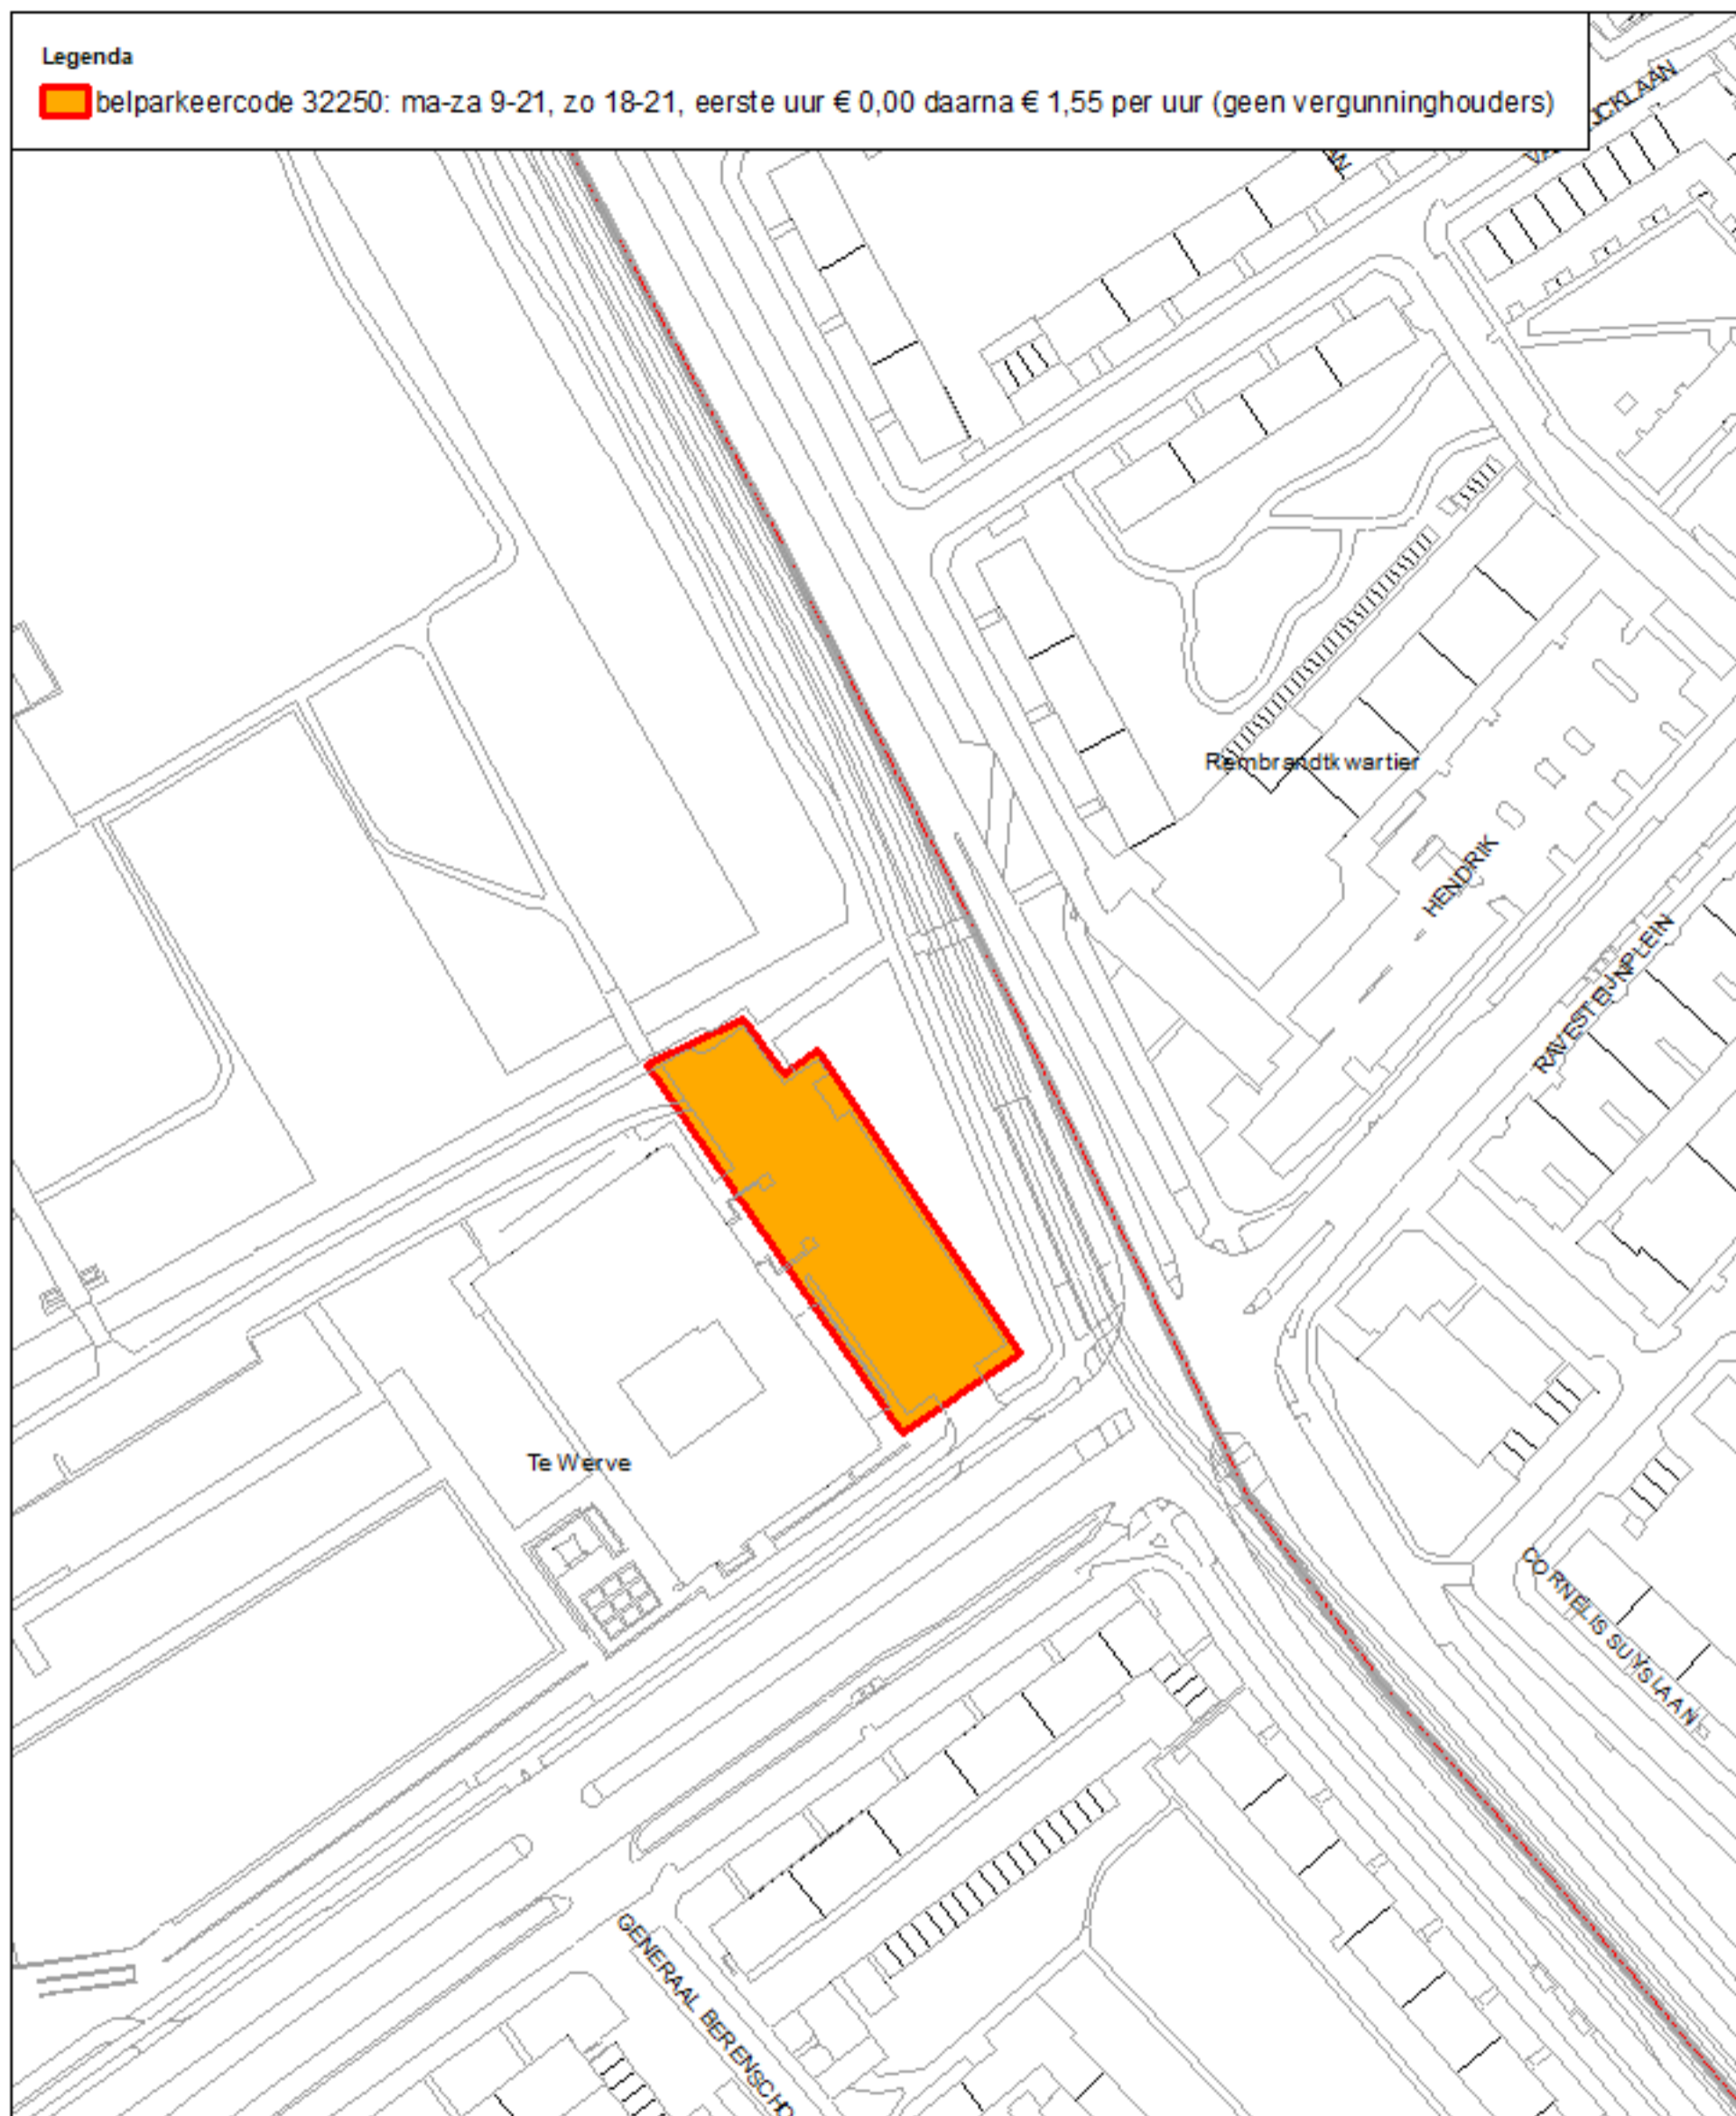 Legenda
belparkeercode 32250: ma-za 9-21, zo 18-21, eerste uur € 0,00 daarna € 1,55 per uur (geen vergunninghouders)
Rembrandtkwartier
HENDRIK
RAVESTEIJNPLEIN
Te Werve
CORNELIS SUYSLAAN
GENERAAL BERENSCHO